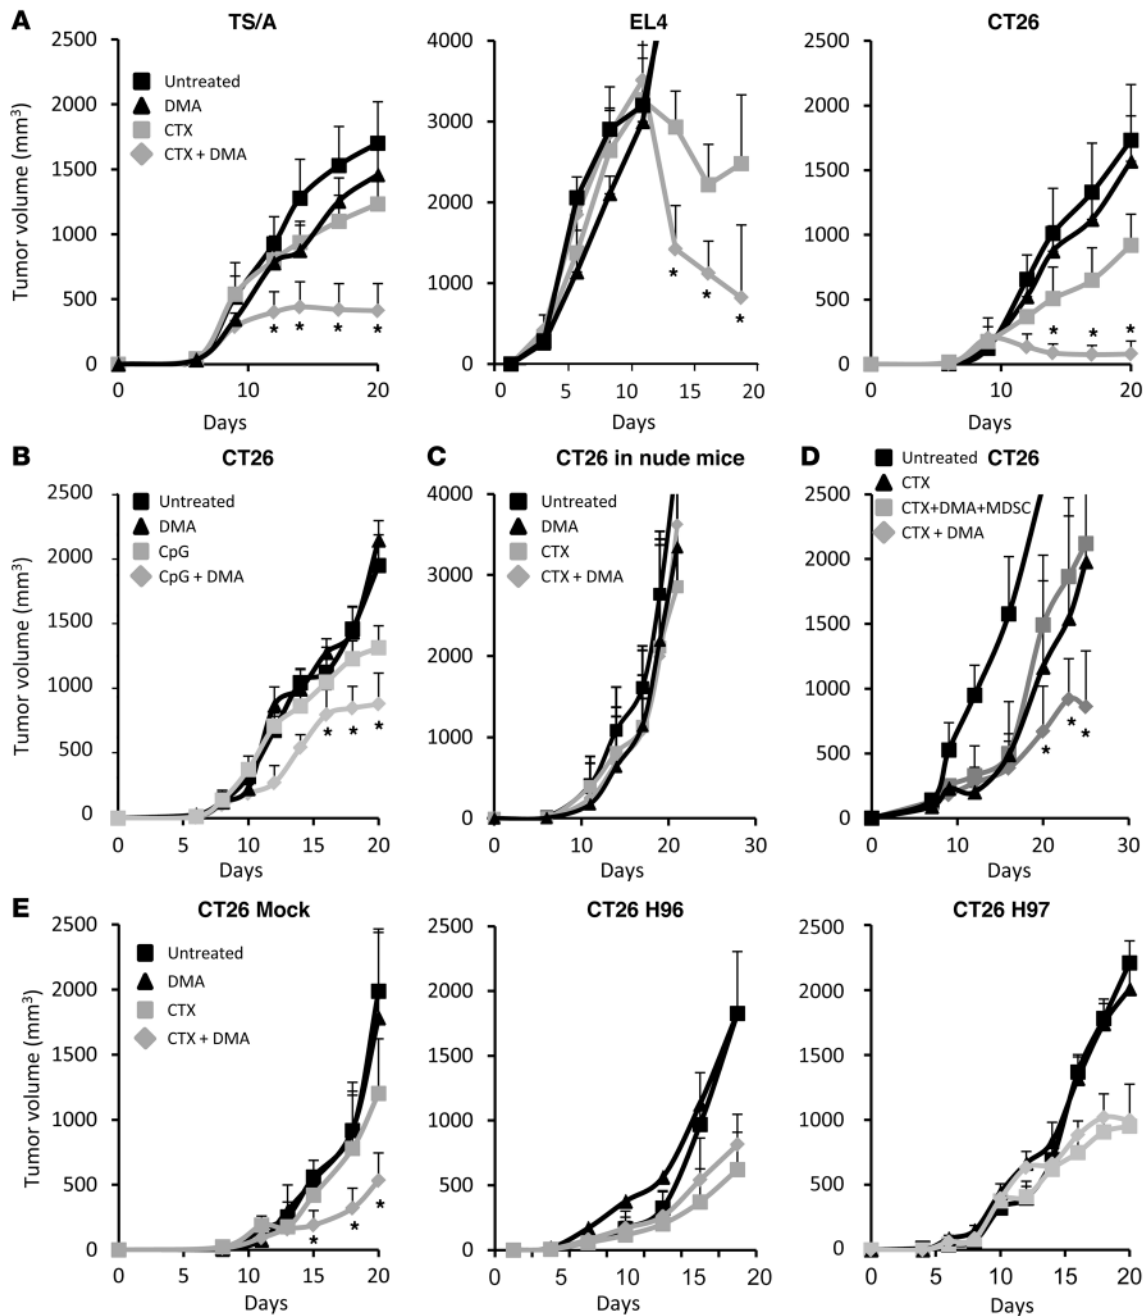 A
TS/A
EL4
CT26
Tumor volume (mm³)
2500
2000
1500
1000
500
0
Untreated
DMA
CTX
CTX + DMA
* * * *
0 5 10 15 20
Days
4000
3000
2000
1000
0
* * *
0 5 10 15 20
Days
2500
2000
1500
1000
500
0
* * *
0 10 20
Days
B
CT26
Tumor volume (mm³)
2500
2000
1500
1000
500
0
Untreated
DMA
CpG
CpG + DMA
* * *
0 5 10 15 20
Days
C
CT26 in nude mice
4000
3000
2000
1000
0
Untreated
DMA
CTX
CTX + DMA
0 10 20 30
Days
D
CT26
Untreated
CTX
CTX+DMA+MDSC
CTX + DMA
2500
2000
1500
1000
500
0
* * *
0 10 20 30
Days
E
CT26 Mock
Tumor volume (mm³)
2500
2000
1500
1000
500
0
Untreated
DMA
CTX
CTX + DMA
* * *
0 5 10 15 20
Days
CT26 H96
2500
2000
1500
1000
500
0
0 5 10 15 20
Days
CT26 H97
2500
2000
1500
1000
500
0
0 5 10 15 20
Days